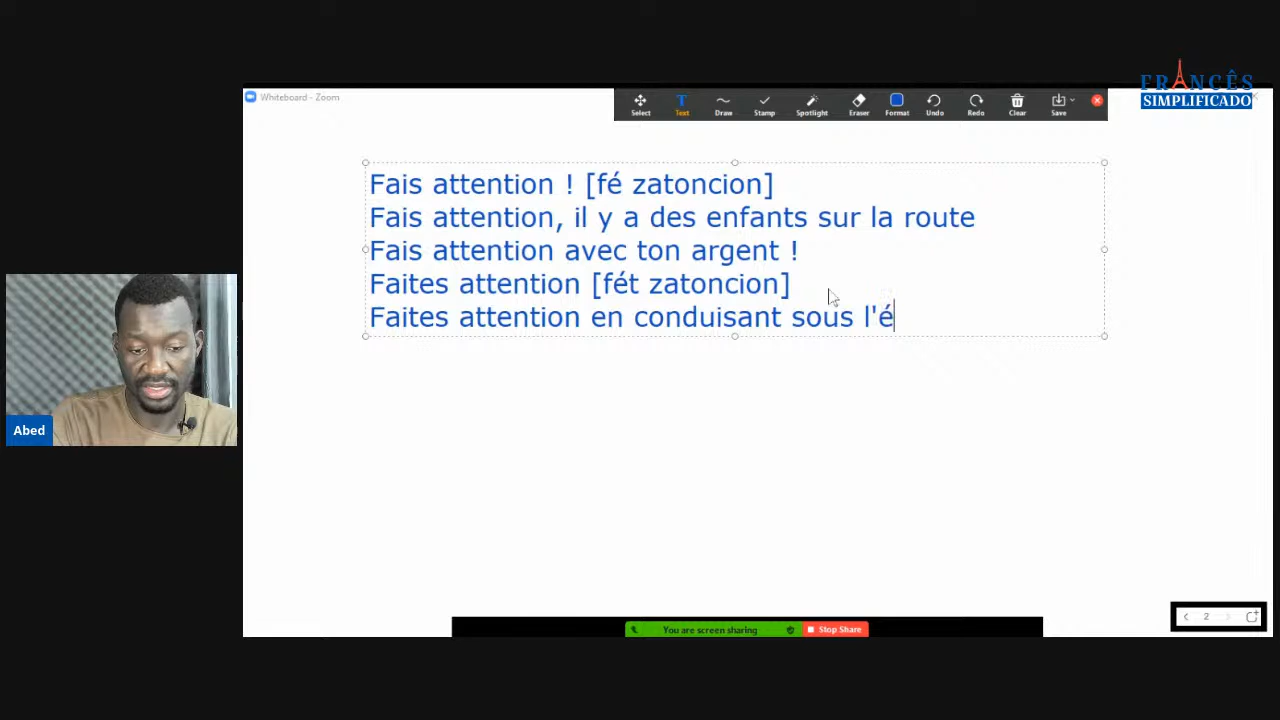 FRANCÊS
SIMPLIFICADO
Whiteboard - Zoom
Select Text Draw Stamp Spotlight Eraser Format Undo Redo Clear Save
Fais attention ! [fé zatoncion]
Fais attention, il y a des enfants sur la route
Fais attention avec ton argent !
Faites attention [fét zatoncion]
Faites attention en conduisant sous l'é
Abed
2
You are screen sharing Stop Share